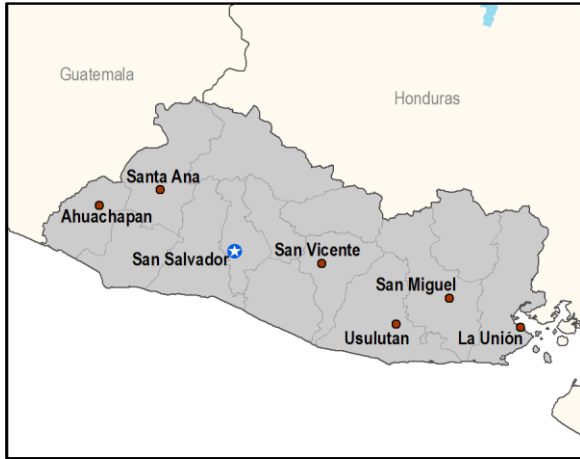 Guatemala
Honduras
Santa Ana
Ahuachapan
San Salvador
San Vicente
San Miguel
Usulutan
La Unión